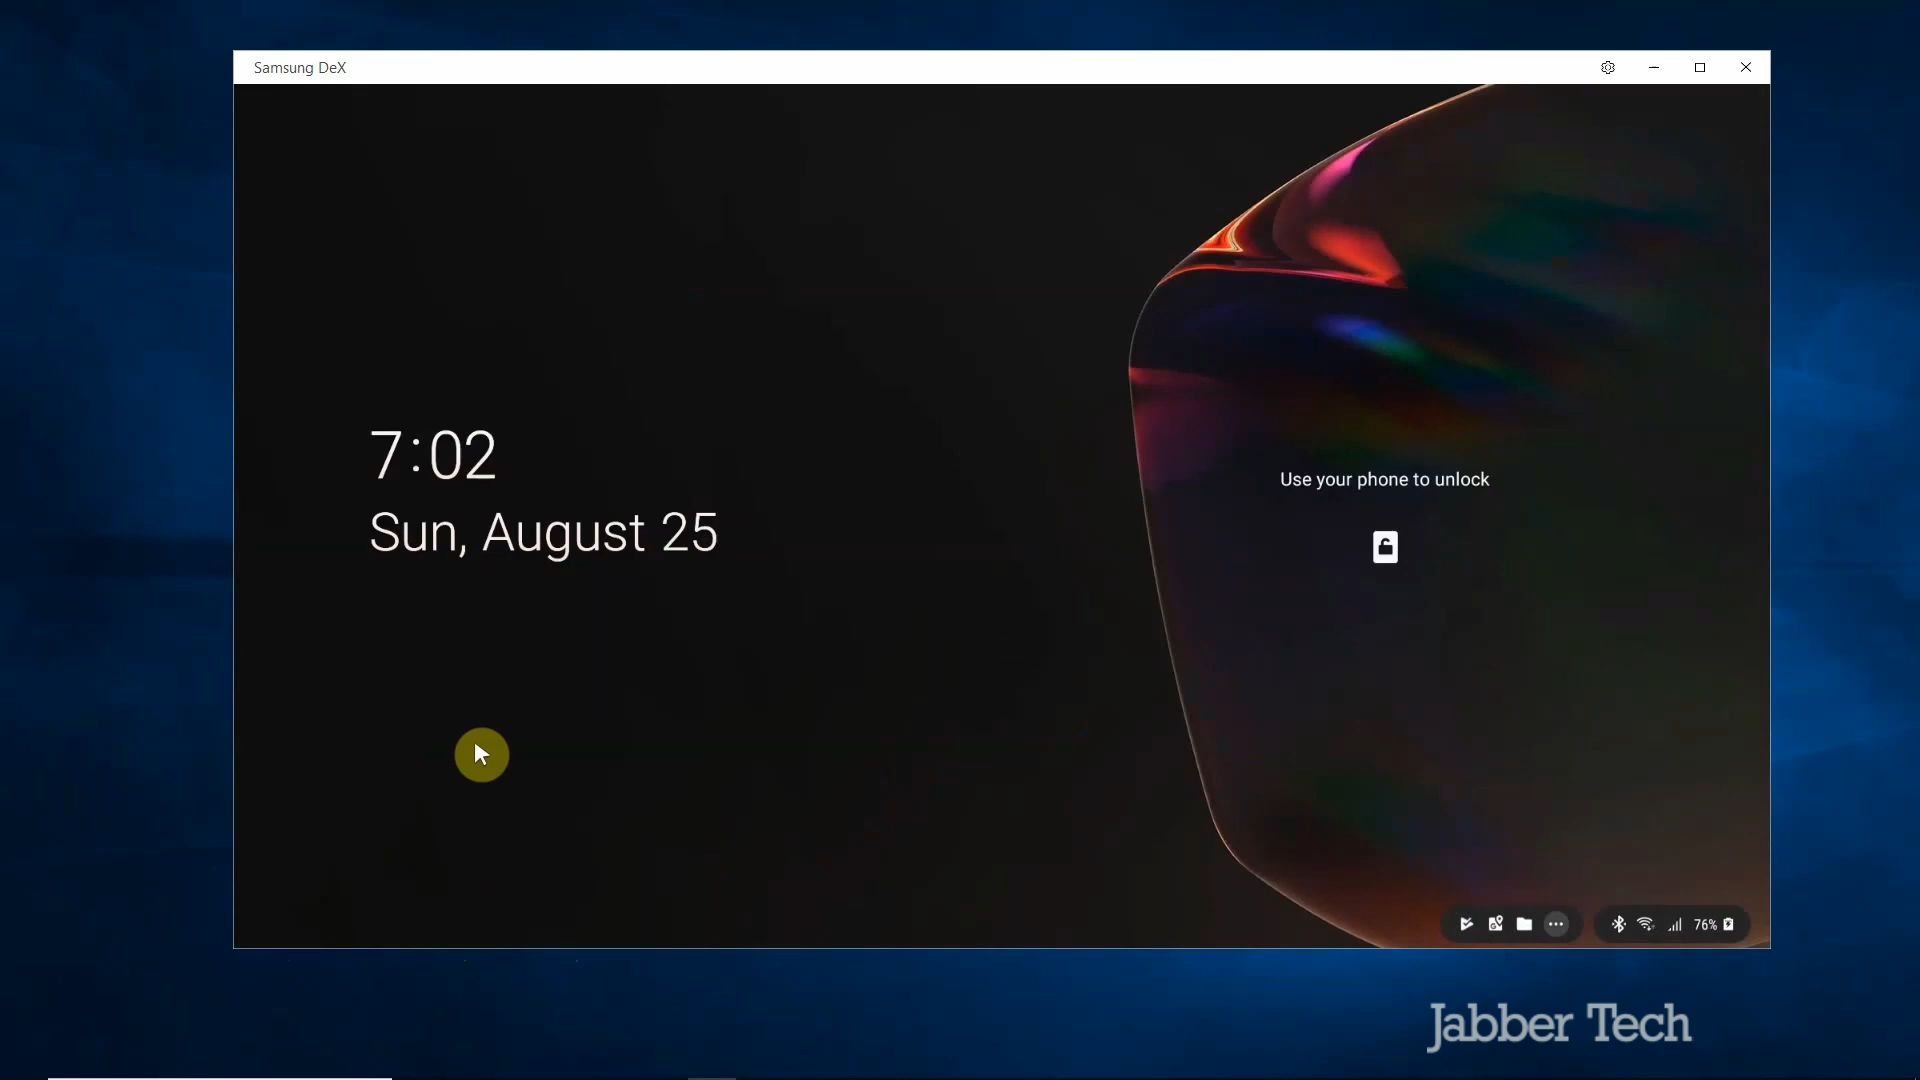 Samsung DeX
7:02
Sun, August 25
Use your phone to unlock
76%
Jabber Tech